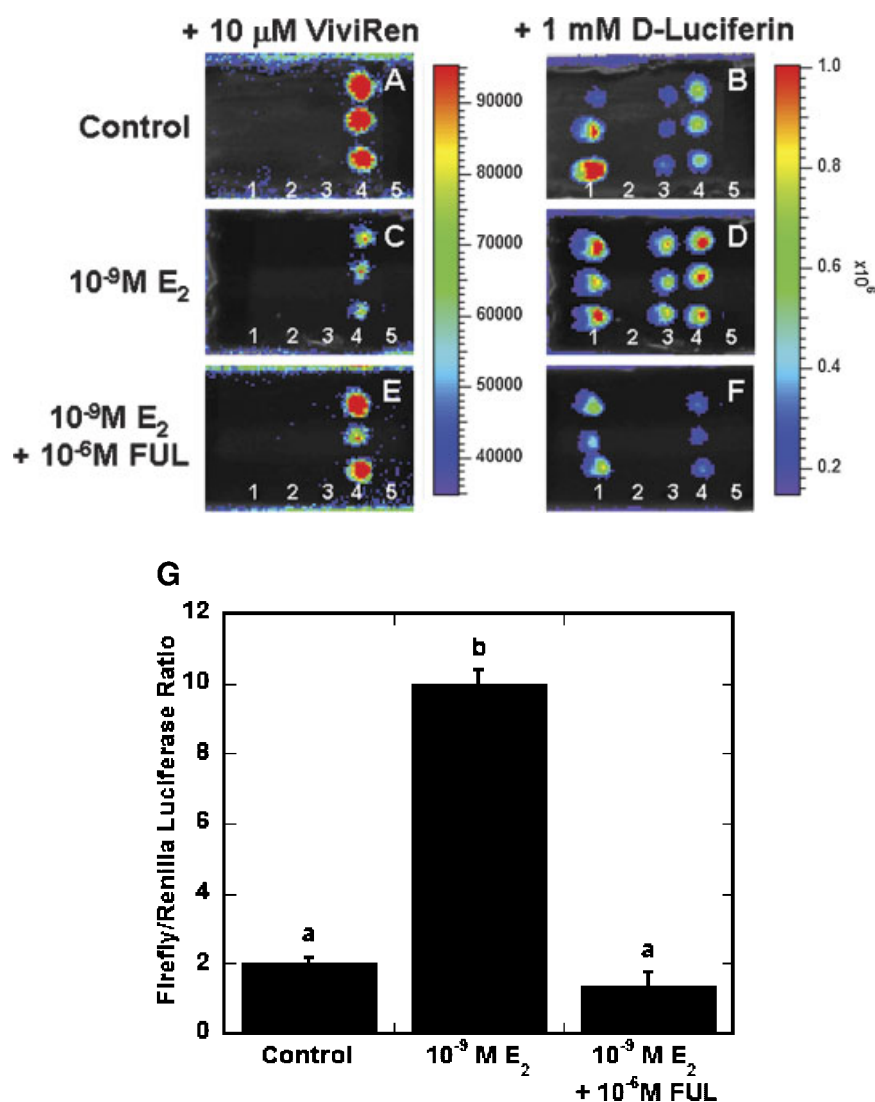 + 10 μM ViviRen
+ 1 mM D-Luciferin
Control
A
1 2 3 4 5
90000
80000
70000
60000
50000
40000
B
1 2 3 4 5
1.0
0.8
0.6
0.4
0.2
x10⁶
10⁻⁹M E₂
C
1 2 3 4 5
D
1 2 3 4 5
10⁻⁹M E₂
+ 10⁻⁶M FUL
E
1 2 3 4 5
F
1 2 3 4 5
G
Firefly/Renilla Luciferase Ratio
12
10
8
6
4
2
0
a
b
a
Control
10⁻⁹ M E₂
10⁻⁹ M E₂
+ 10⁻⁶M FUL